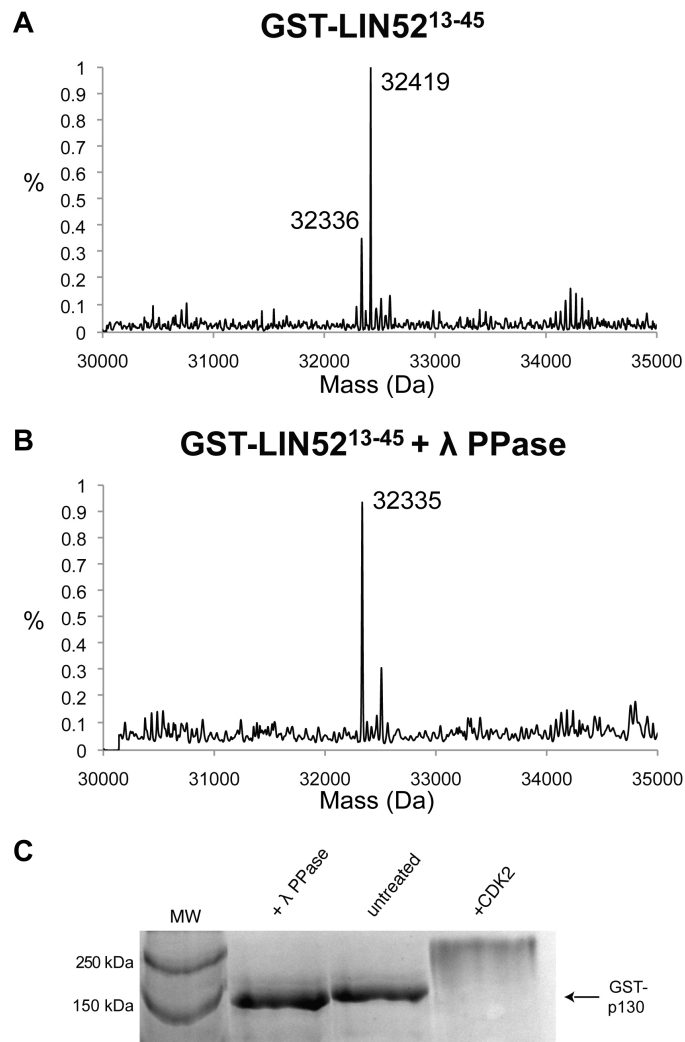 A
GST-LIN52¹³⁻⁴⁵
1
0.9
0.8
0.7
0.6
0.5
0.4
0.3
0.2
0.1
0
%
32419
32336
30000 31000 32000 33000 34000 35000
Mass (Da)
B
GST-LIN52¹³⁻⁴⁵ + λ PPase
1
0.9
0.8
0.7
0.6
0.5
0.4
0.3
0.2
0.1
0
%
32335
30000 31000 32000 33000 34000 35000
Mass (Da)
C
MW
+ λ PPase
untreated
+CDK2
250 kDa
150 kDa
GST-
p130